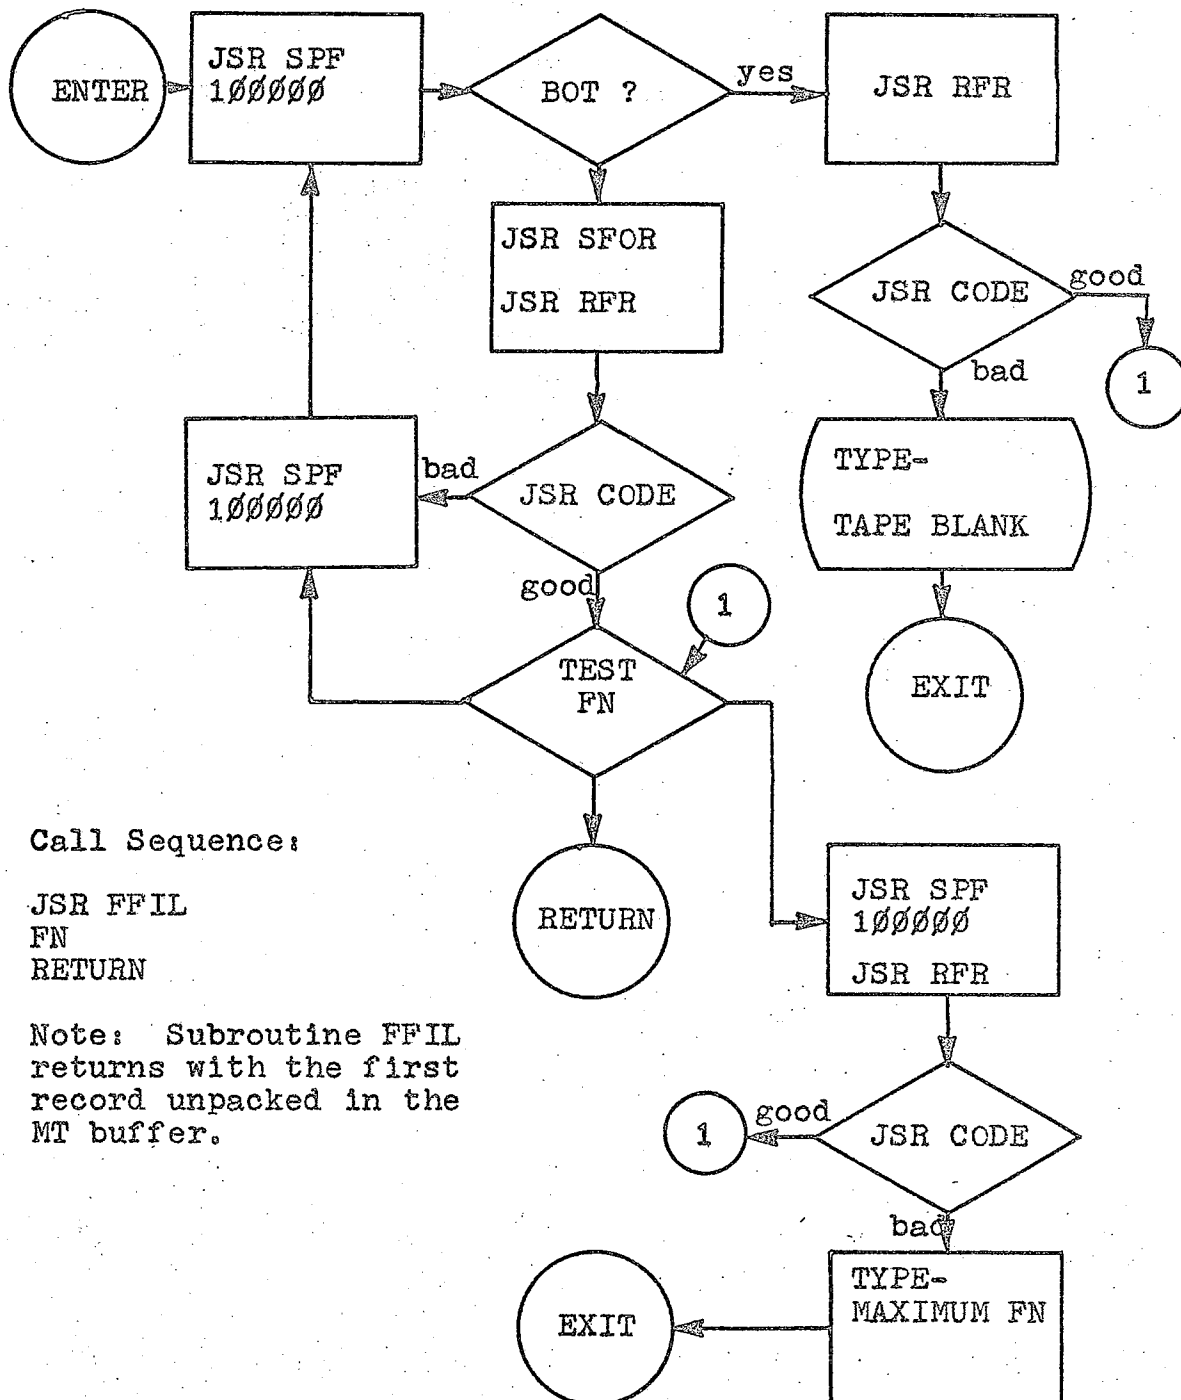 ENTER
JSR SPF
1ØØØØØ
BOT ?
yes
JSR RFR
JSR SFOR
JSR RFR
JSR CODE
good
1
bad
JSR SPF
1ØØØØØ
bad
JSR CODE
TYPE-
TAPE BLANK
good
1
TEST
FN
EXIT
Call Sequence:
JSR FFIL
FN
RETURN
RETURN
JSR SPF
1ØØØØØ
JSR RFR
Note: Subroutine FFIL
returns with the first
record unpacked in the
MT buffer.
1
good
JSR CODE
bad
TYPE-
MAXIMUM FN
EXIT